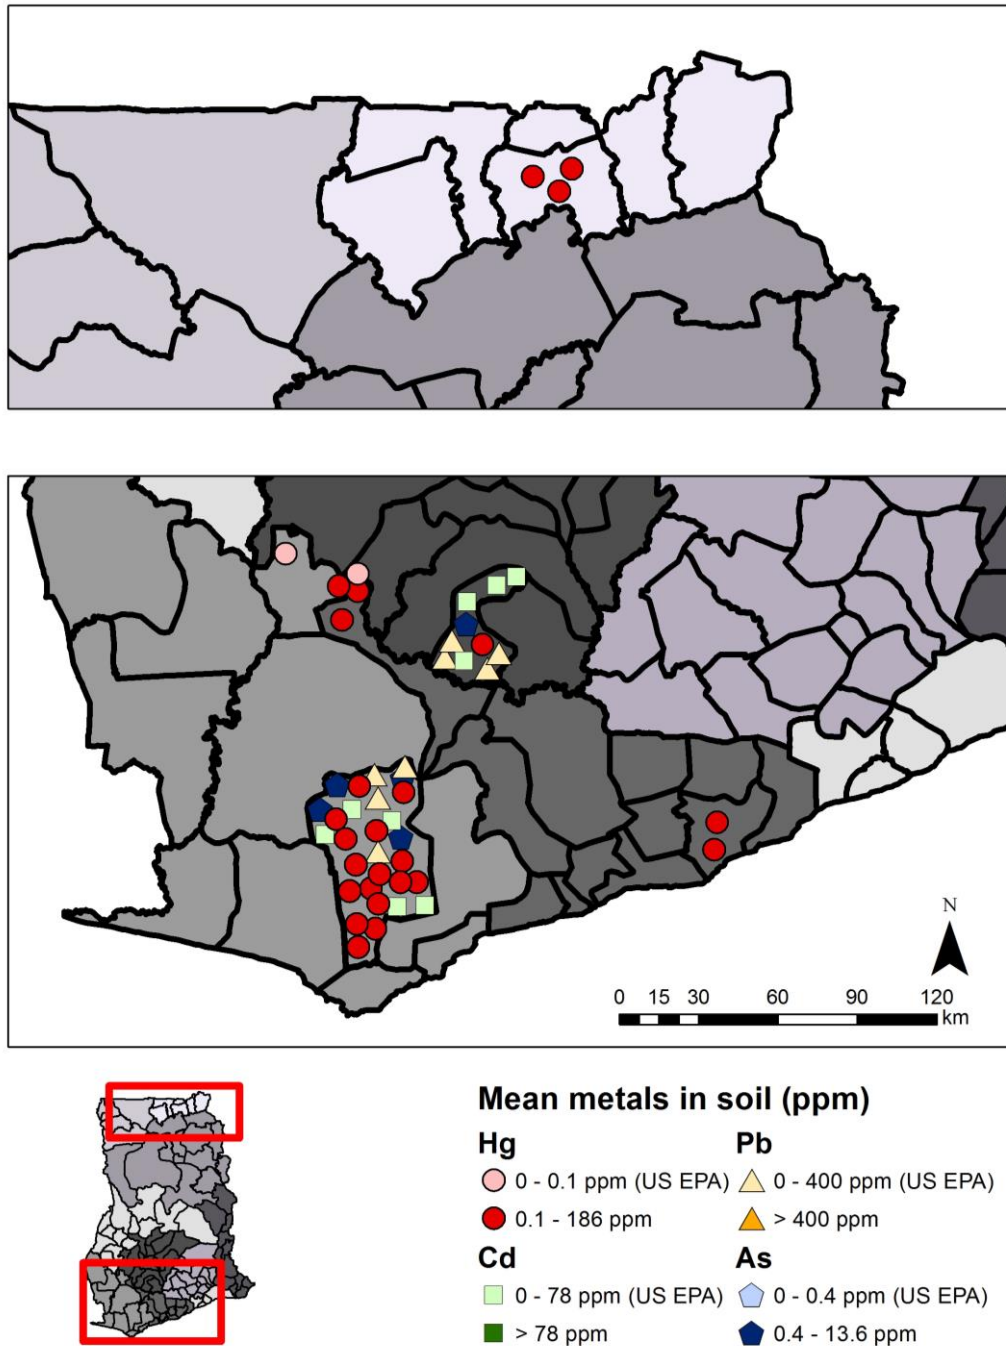 N
0 15 30 60 90 120
km
Mean metals in soil (ppm)
Hg Pb
0 - 0.1 ppm (US EPA) 0 - 400 ppm (US EPA)
0.1 - 186 ppm > 400 ppm
Cd As
0 - 78 ppm (US EPA) 0 - 0.4 ppm (US EPA)
> 78 ppm 0.4 - 13.6 ppm